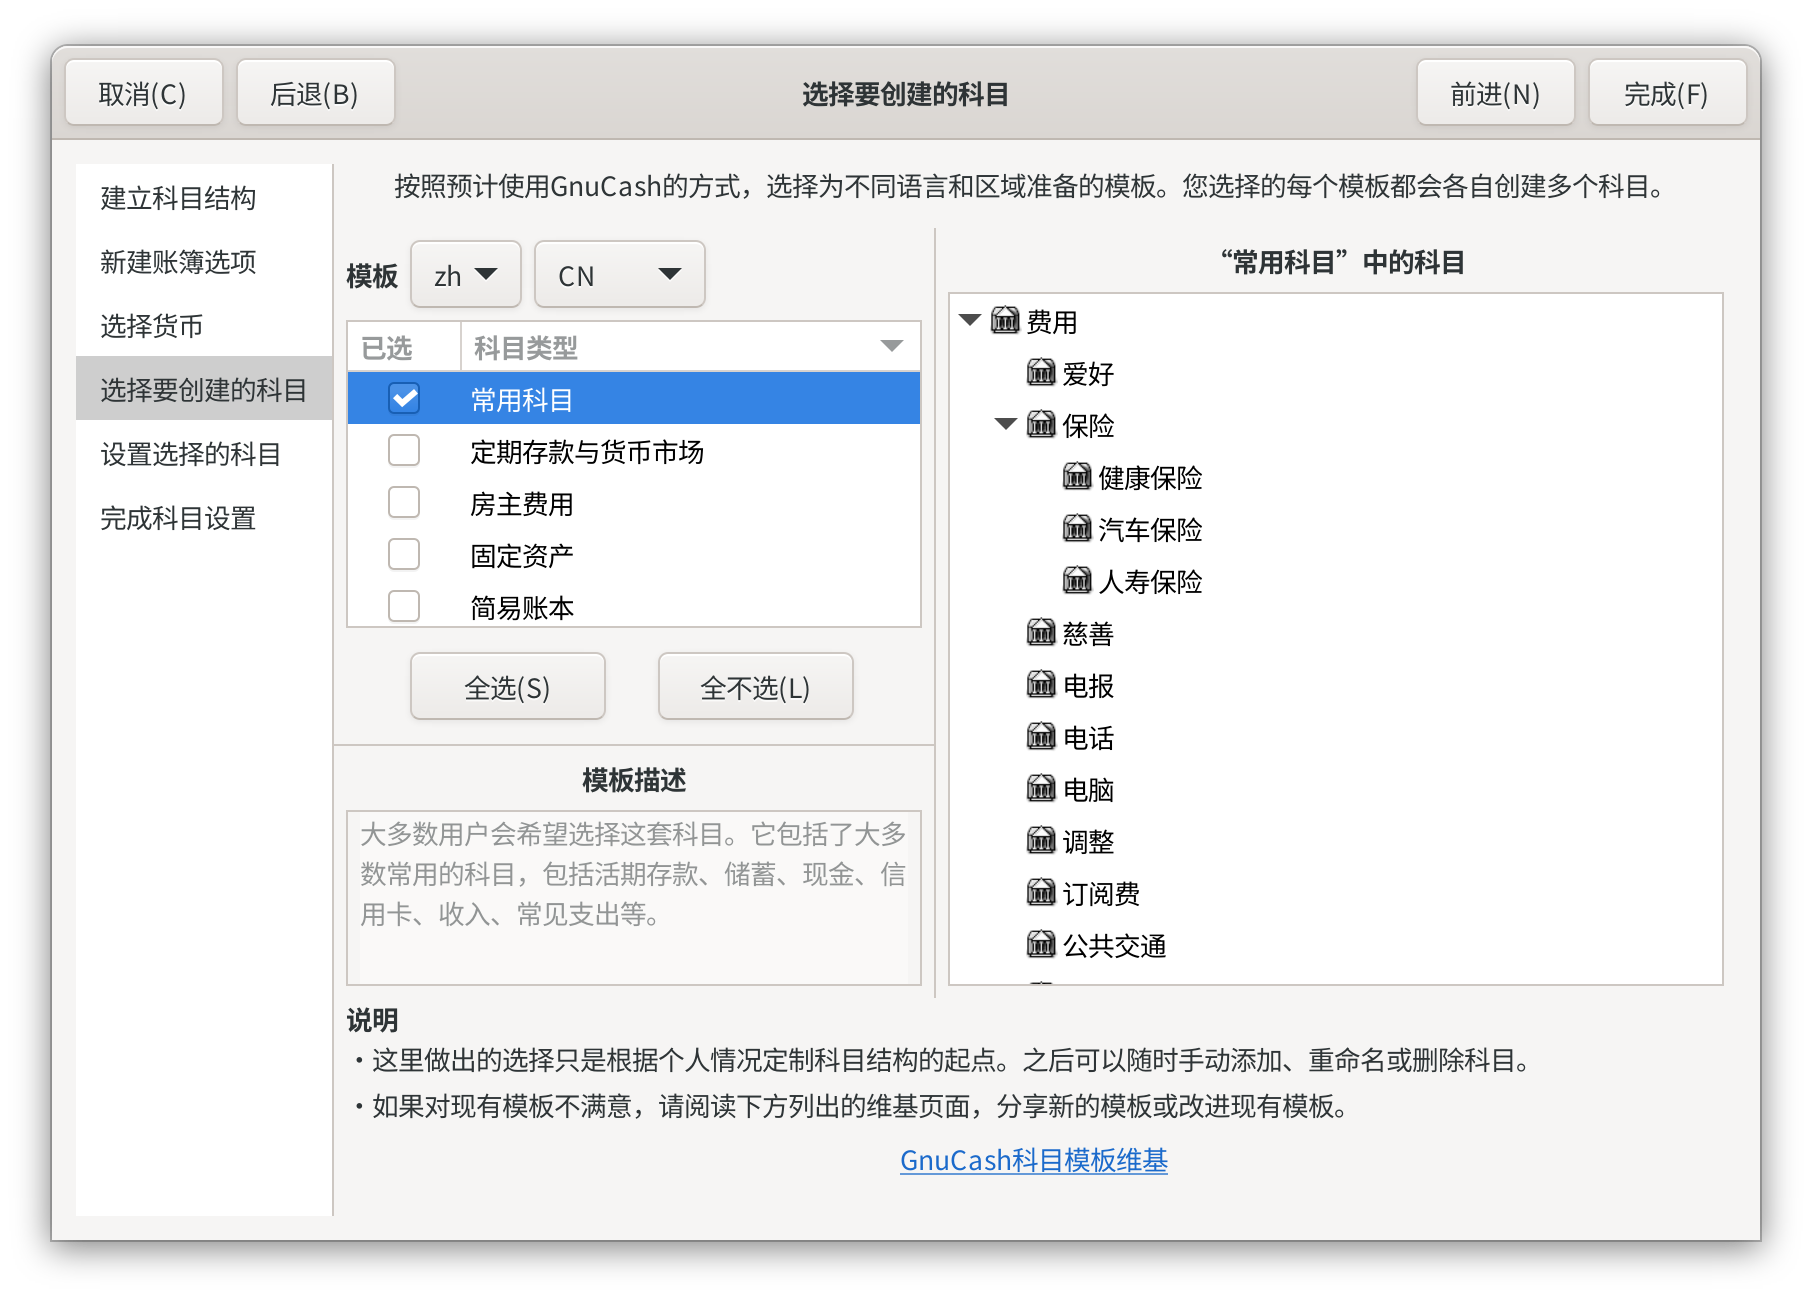 取消(C)
后退(B)
选择要创建的科目
前进(N)
完成(F)
建立科目结构
新建账簿选项
选择货币
选择要创建的科目
设置选择的科目
完成科目设置
按照预计使用GnuCash的方式，选择为不同语言和区域准备的模板。您选择的每个模板都会各自创建多个科目。
模板
zh
CN
已选
科目类型
常用科目
定期存款与货币市场
房主费用
固定资产
简易账本
全选(S)
全不选(L)
模板描述
大多数用户会希望选择这套科目。它包括了大多
数常用的科目，包括活期存款、储蓄、现金、信
用卡、收入、常见支出等。
“常用科目”中的科目
费用
爱好
保险
健康保险
汽车保险
人寿保险
慈善
电报
电话
电脑
调整
订阅费
公共交通
说明
・这里做出的选择只是根据个人情况定制科目结构的起点。之后可以随时手动添加、重命名或删除科目。
・如果对现有模板不满意，请阅读下方列出的维基页面，分享新的模板或改进现有模板。
GnuCash科目模板维基